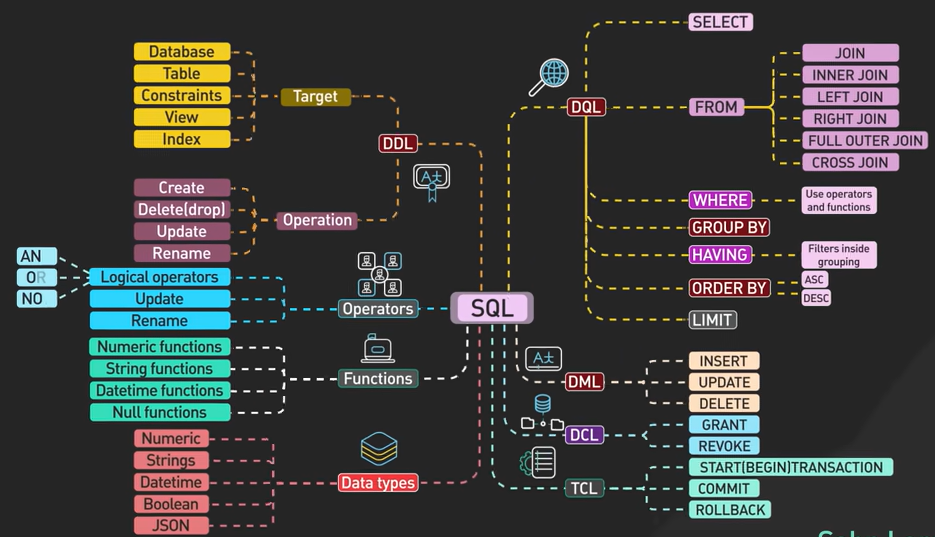 Database
Table
Constraints
View
Index
Target
DDL
Create
Delete(drop)
Update
Rename
Operation
AN
OR
NO
Logical operators
Update
Rename
Operators
Numeric functions
String functions
Datetime functions
Null functions
Functions
Numeric
Strings
Datetime
Boolean
JSON
Data types
SQL
DQL
SELECT
FROM
JOIN
INNER JOIN
LEFT JOIN
RIGHT JOIN
FULL OUTER JOIN
CROSS JOIN
WHERE
Use operators
and functions
GROUP BY
HAVING
Filters inside
grouping
ORDER BY
ASC
DESC
LIMIT
DML
INSERT
UPDATE
DELETE
DCL
GRANT
REVOKE
TCL
START(BEGIN)TRANSACTION
COMMIT
ROLLBACK